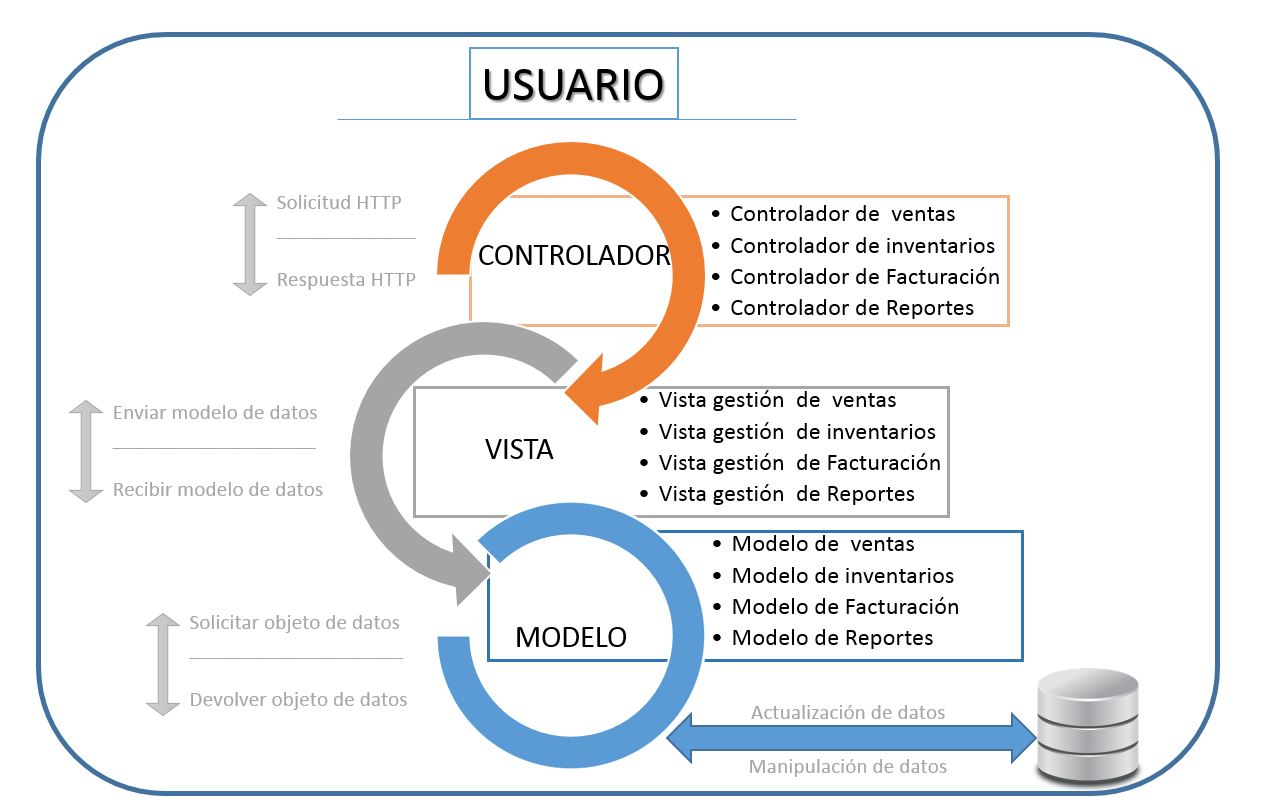 USUARIO
Solicitud HTTP
Respuesta HTTP
CONTROLADOR
• Controlador de  ventas
• Controlador de inventarios
• Controlador de Facturación
• Controlador de Reportes
Enviar modelo de datos
Recibir modelo de datos
VISTA
• Vista gestión  de  ventas
• Vista gestión  de inventarios
• Vista gestión  de Facturación
• Vista gestión  de Reportes
Solicitar objeto de datos
Devolver objeto de datos
MODELO
• Modelo de  ventas
• Modelo de inventarios
• Modelo de Facturación
• Modelo de Reportes
Actualización de datos
Manipulación de datos